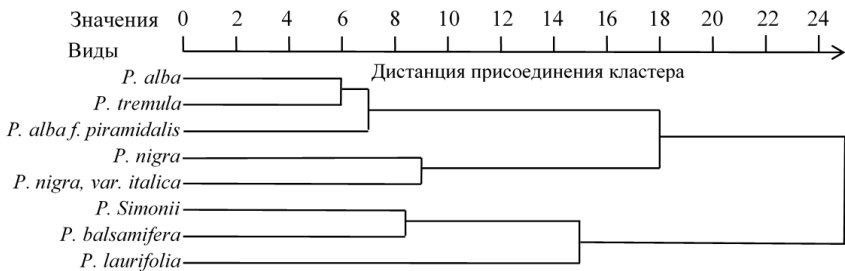 Значения 0 2 4 6 8 10 12 14 16 18 20 22 24
Виды
Дистанция присоединения кластера
P. alba
P. tremula
P. alba f. piramidalis
P. nigra
P. nigra, var. italica
P. Simonii
P. balsamifera
P. laurifolia